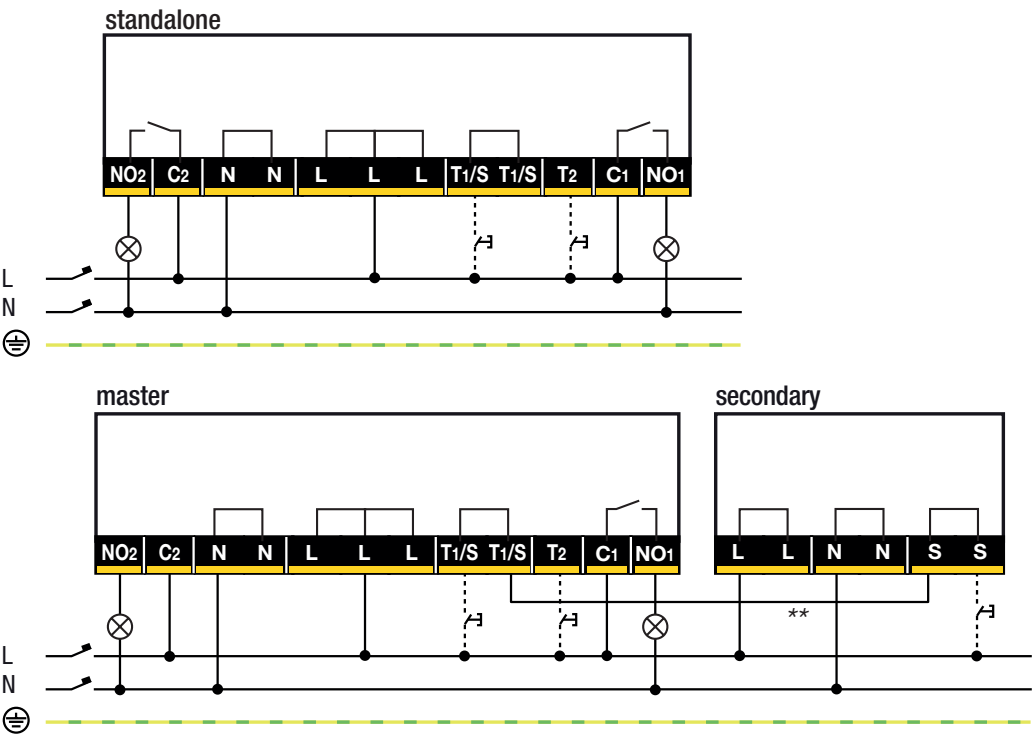 standalone
NO2 C2 N N L L L T1/S T1/S T2 C1 NO1
L
N
master secondary
NO2 C2 N N L L L T1/S T1/S T2 C1 NO1 L L N N S S
**
L
N